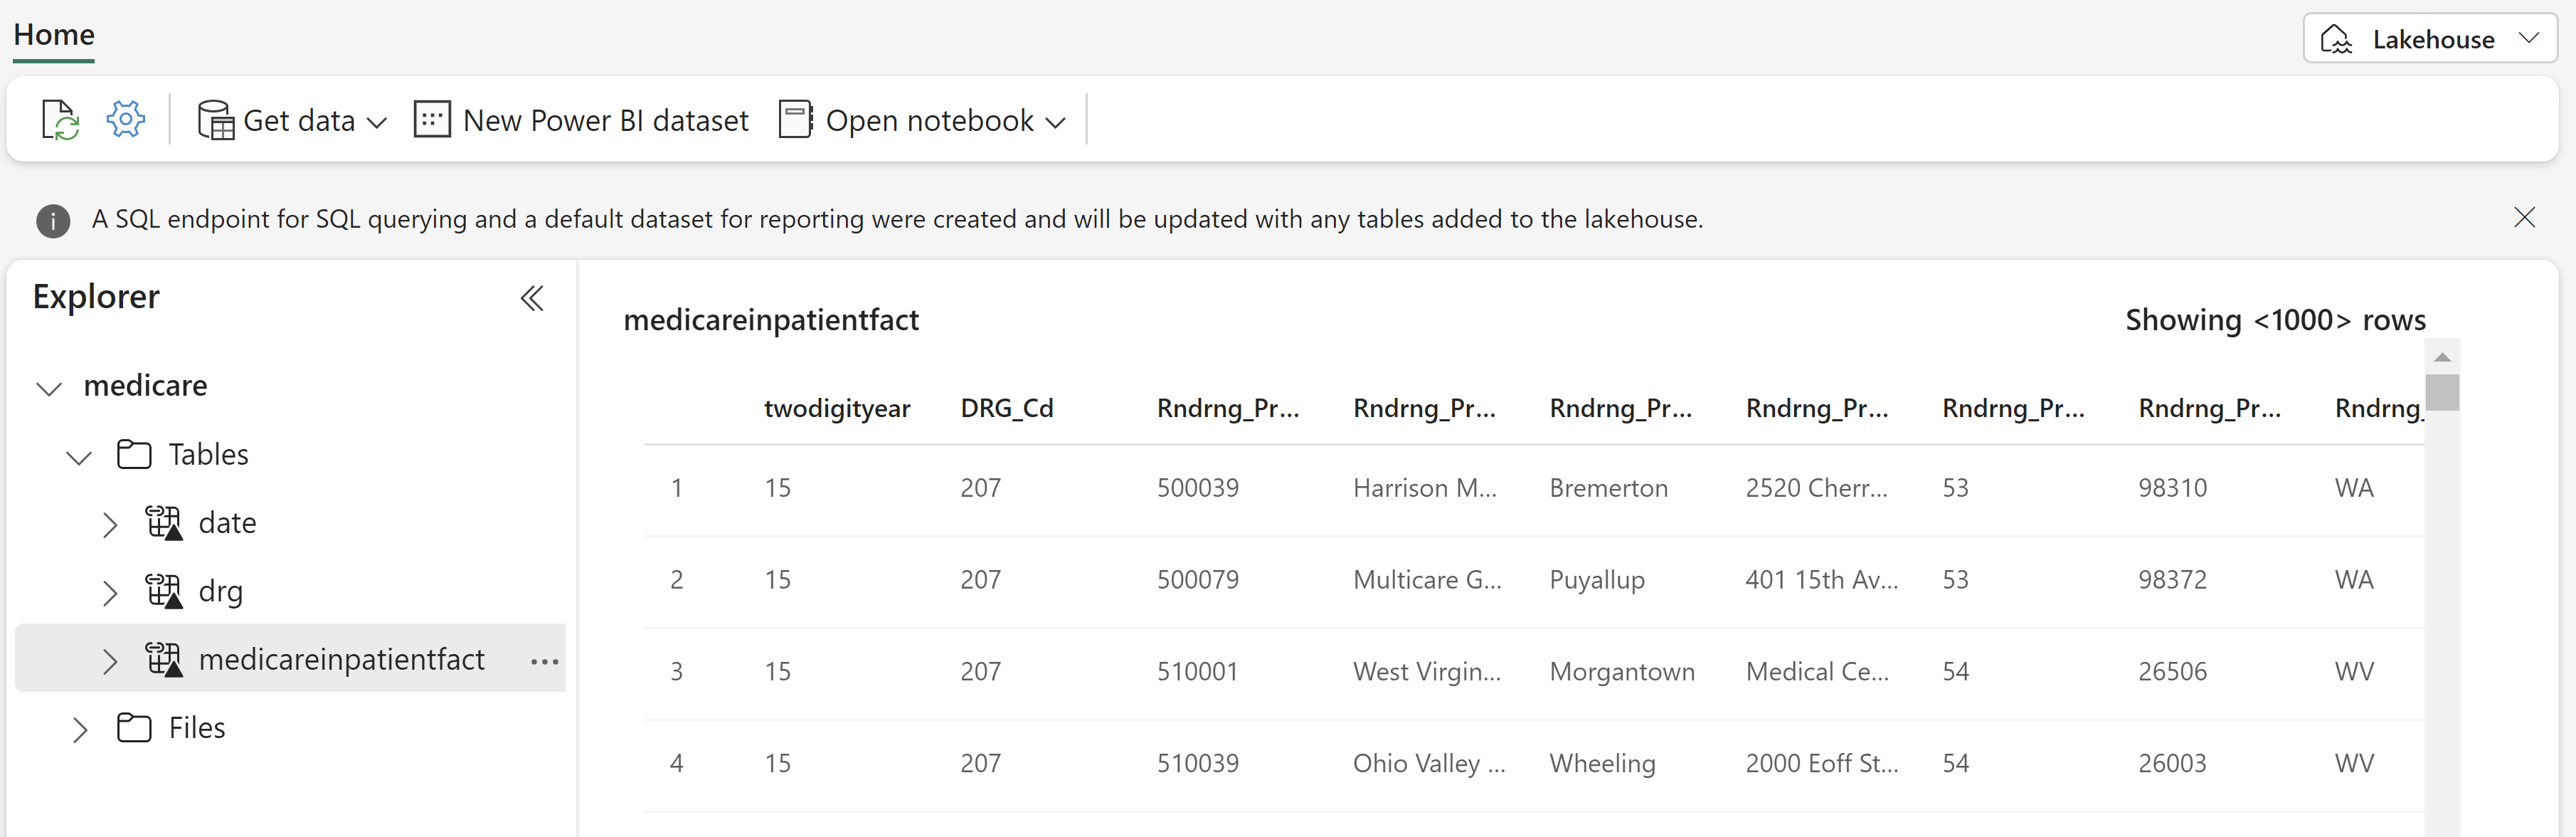 Home
Lakehouse
Get data
New Power BI dataset
Open notebook
A SQL endpoint for SQL querying and a default dataset for reporting were created and will be updated with any tables added to the lakehouse.
Explorer
medicare
Tables
date
drg
medicareinpatientfact
Files
medicareinpatientfact Showing <1000> rows
twodigityear DRG_Cd Rndrng_Pr... Rndrng_Pr... Rndrng_Pr... Rndrng_Pr... Rndrng_Pr... Rndrng_Pr... Rndrng_
1 15 207 500039 Harrison M... Bremerton 2520 Cherr... 53 98310 WA
2 15 207 500079 Multicare G... Puyallup 401 15th Av... 53 98372 WA
3 15 207 510001 West Virgin... Morgantown Medical Ce... 54 26506 WV
4 15 207 510039 Ohio Valley ... Wheeling 2000 Eoff St... 54 26003 WV